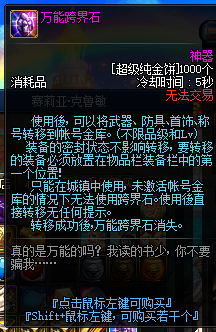 万能跨界石
神器
[超级纯金饼]1000个
消耗品
冷却时间：5秒
无法交易
赛莉亚-克鲁敏
使用後，可以将武器、防具、首饰、称
号转移到帐号金库。（不限品级和Lv）
装备的密封状态不影响转移，要转移
的装备必须放置在物品栏装备栏中的第
一个位置！
只能在城镇中使用，未激活帐号金
库的情况下无法使用跨界石。使用後直
接转移无任何提示。
转移成功後，万能跨界石消失。
真的是万能的吗？我读的书少，你不要
骗我……
『点击鼠标左键可购买』
『Shift+鼠标左键，可购买若干个』